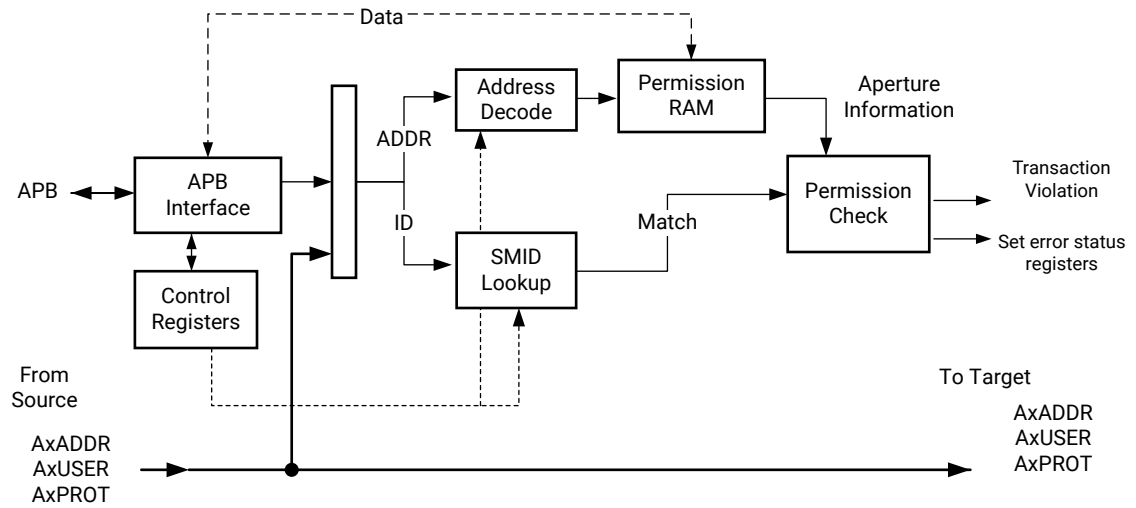 Data
Address
Decode
Permission
RAM
Aperture
Information
ADDR
APB
APB
Interface
Permission
Check
Transaction
Violation
ID
Match
SMID
Lookup
Set error status
registers
Control
Registers
From
Source
To Target
AxADDR
AxUSER
AxPROT
AxADDR
AxUSER
AxPROT